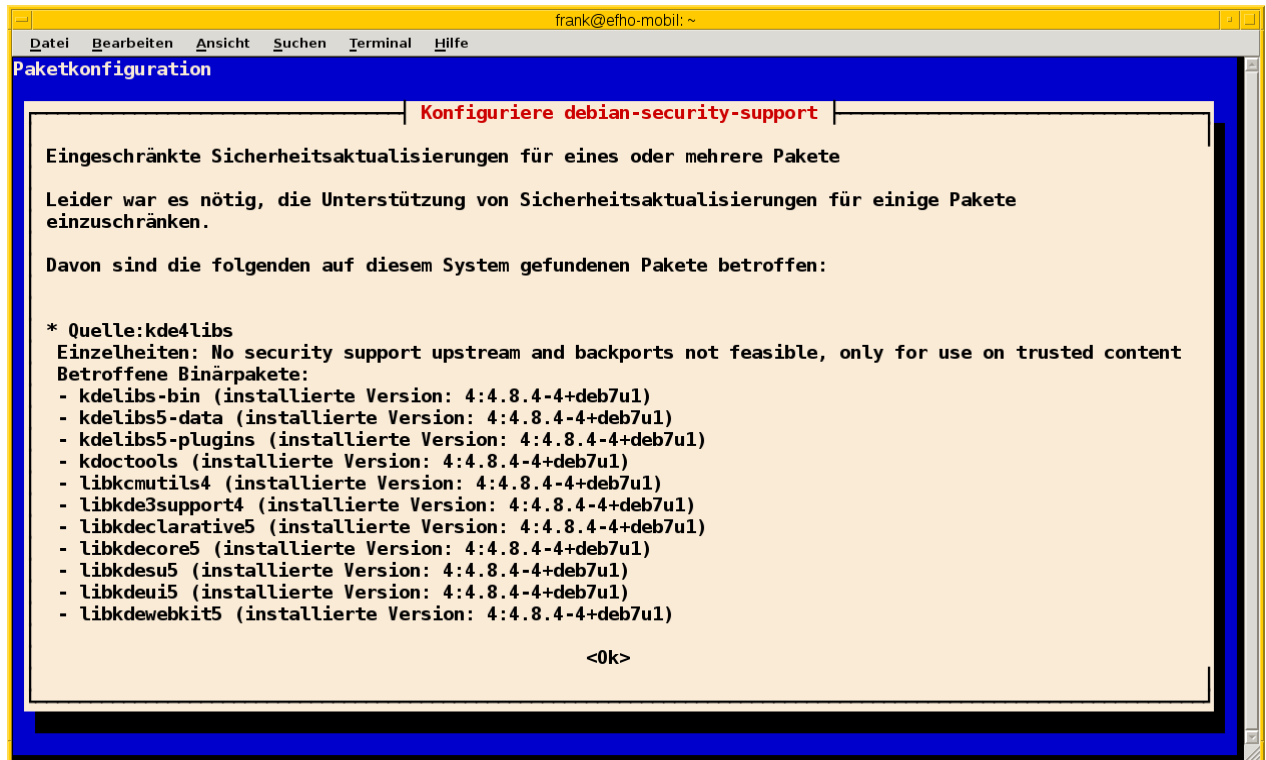 frank@efho-mobil: ~
Datei Bearbeiten Ansicht Suchen Terminal Hilfe
Paketkonfiguration
Konfiguriere debian-security-support
Eingeschränkte Sicherheitsaktualisierungen für eines oder mehrere Pakete
Leider war es nötig, die Unterstützung von Sicherheitsaktualisierungen für einige Pakete
einzuschränken.
Davon sind die folgenden auf diesem System gefundenen Pakete betroffen:
* Quelle:kde4libs
Einzelheiten: No security support upstream and backports not feasible, only for use on trusted content
Betroffene Binärpakete:
- kdelibs-bin (installierte Version: 4:4.8.4-4+deb7u1)
- kdelibs5-data (installierte Version: 4:4.8.4-4+deb7u1)
- kdelibs5-plugins (installierte Version: 4:4.8.4-4+deb7u1)
- kdoctools (installierte Version: 4:4.8.4-4+deb7u1)
- libkcmutils4 (installierte Version: 4:4.8.4-4+deb7u1)
- libkde3support4 (installierte Version: 4:4.8.4-4+deb7u1)
- libkdeclarative5 (installierte Version: 4:4.8.4-4+deb7u1)
- libkdecore5 (installierte Version: 4:4.8.4-4+deb7u1)
- libkdesu5 (installierte Version: 4:4.8.4-4+deb7u1)
- libkdeui5 (installierte Version: 4:4.8.4-4+deb7u1)
- libkdewebkit5 (installierte Version: 4:4.8.4-4+deb7u1)
<Ok>